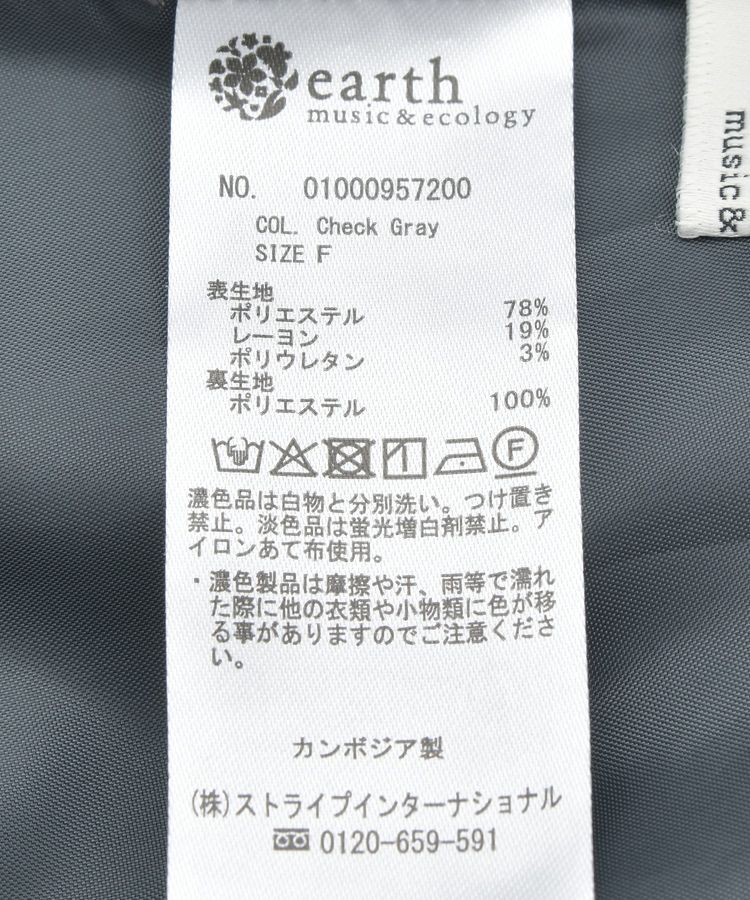 earth
music & ecology
music &
NO. 01000957200
COL. Check Gray
SIZE F
表生地
ポリエステル 78%
レーヨン 19%
ポリウレタン 3%
裏生地
ポリエステル 100%
F
濃色品は白物と分別洗い。つけ置き
禁止。淡色品は蛍光増白剤禁止。ア
イロンあて布使用。
・濃色製品は摩擦や汗、雨等で濡れ
た際に他の衣類や小物類に色が移
る事がありますのでご注意くださ
い。
カンボジア製
(株)ストライプインターナショナル
0120-659-591